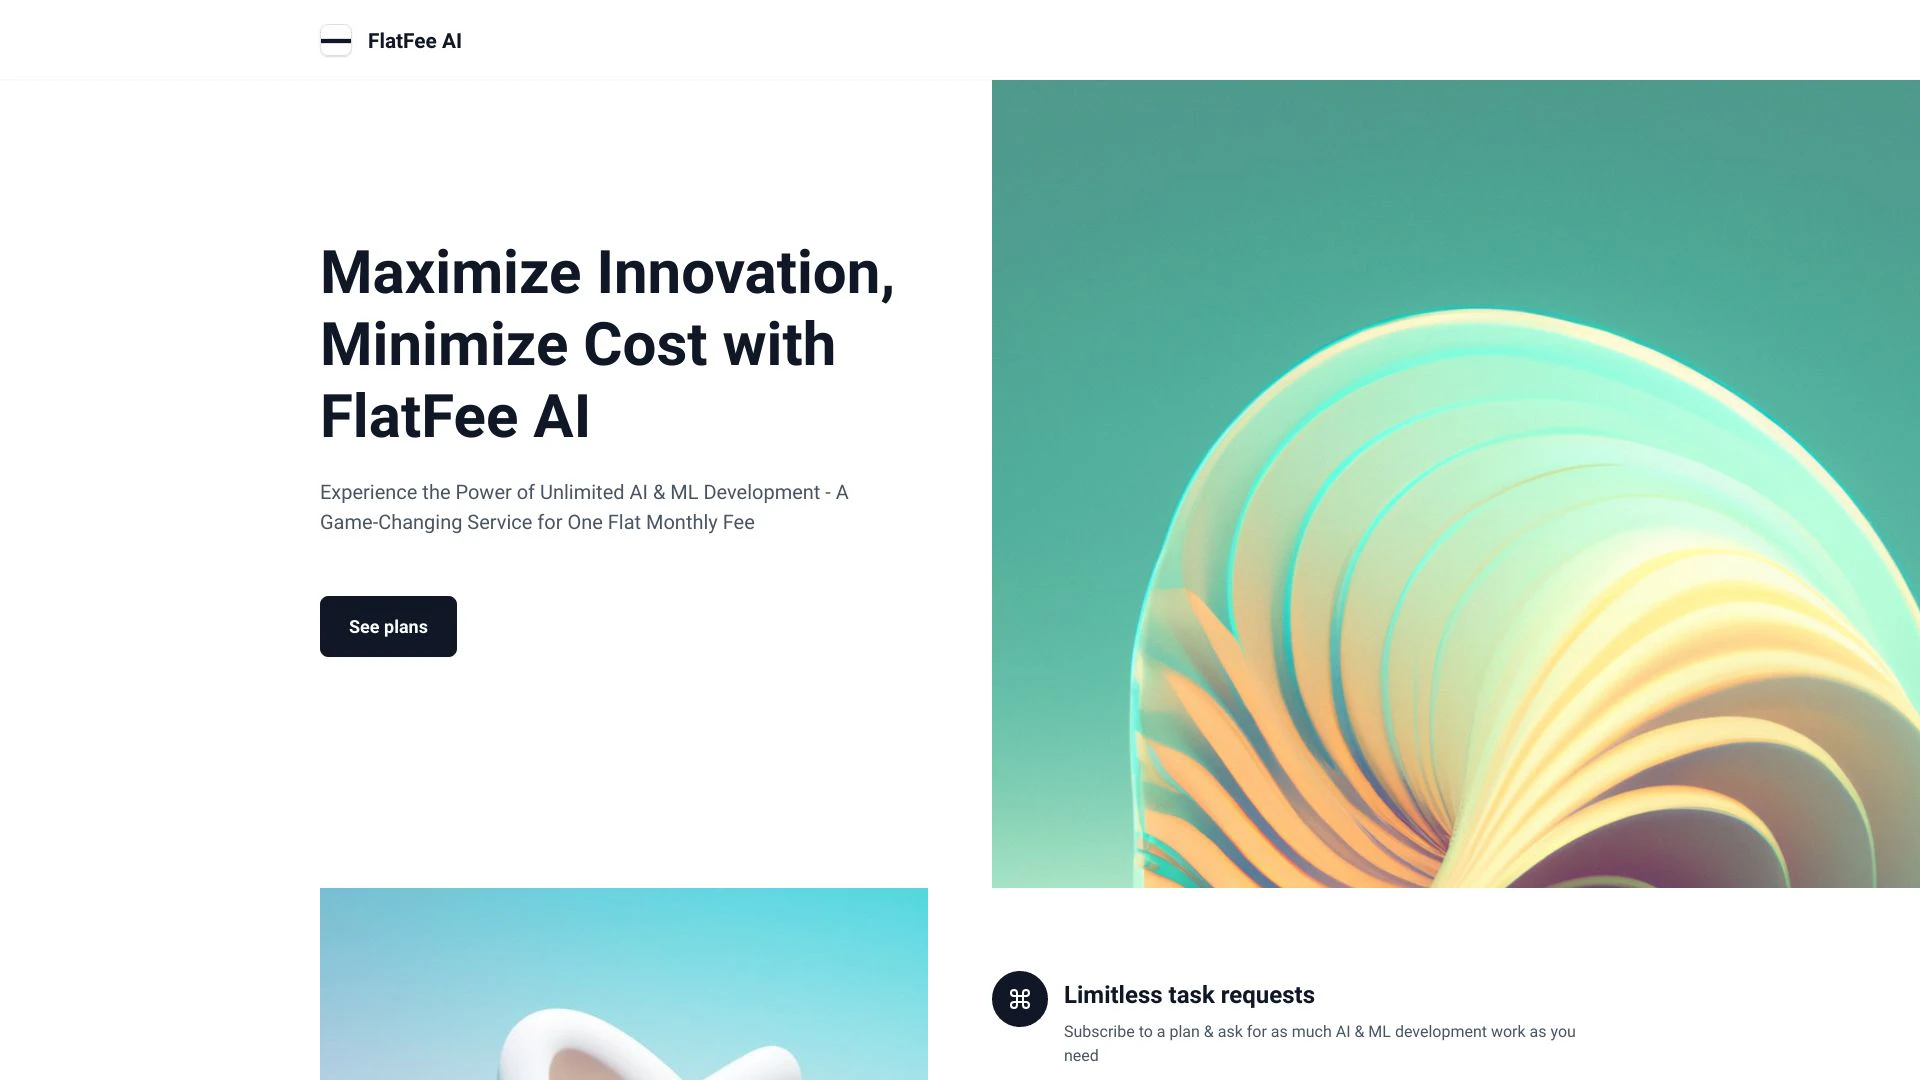 FlatFee AI
Maximize Innovation,
Minimize Cost with
FlatFee AI
Experience the Power of Unlimited AI & ML Development - A
Game-Changing Service for One Flat Monthly Fee
See plans
Limitless task requests
Subscribe to a plan & ask for as much AI & ML development work as you
need